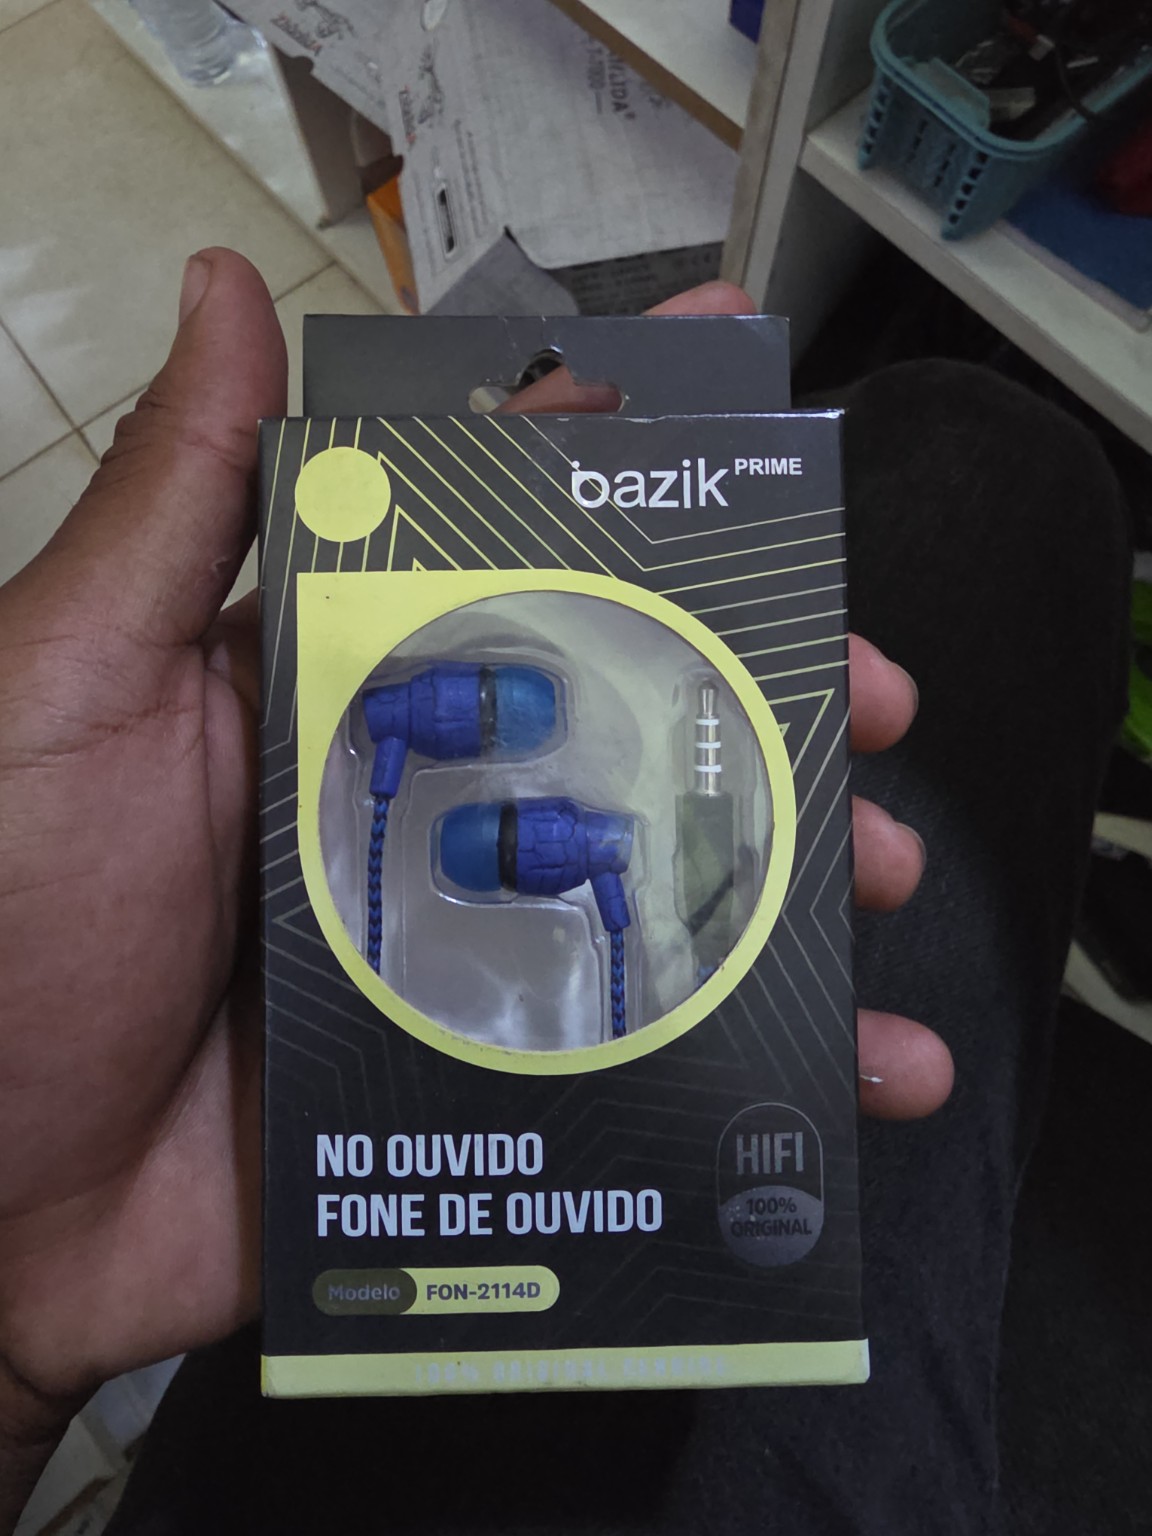 bazik PRIME
NO OUVIDO
FONE DE OUVIDO
HIFI
100%
ORIGINAL
Modelo FON-2114D